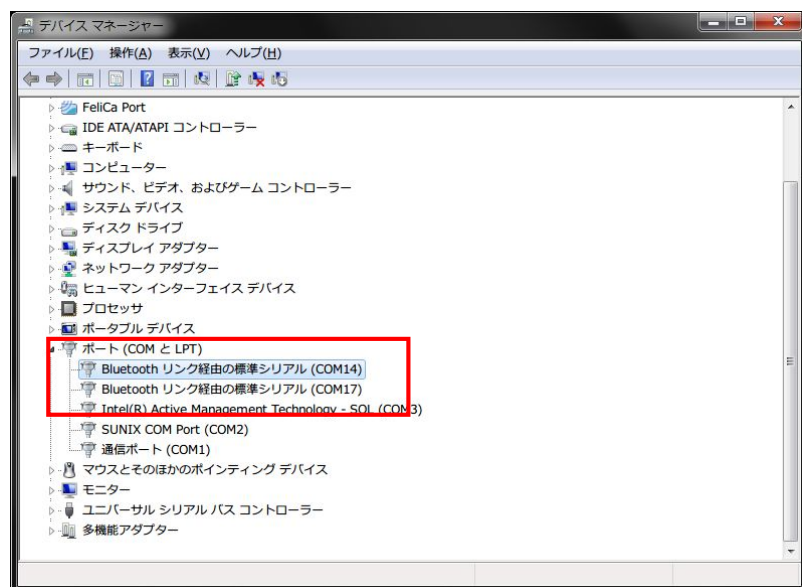 デバイス マネージャー
ファイル(F) 操作(A) 表示(V) ヘルプ(H)
FeliCa Port
IDE ATA/ATAPI コントローラー
キーボード
コンピューター
サウンド、ビデオ、およびゲーム コントローラー
システム デバイス
ディスク ドライブ
ディスプレイ アダプター
ネットワーク アダプター
ヒューマン インターフェイス デバイス
プロセッサ
ポータブル デバイス
ポート (COM と LPT)
Bluetooth リンク経由の標準シリアル (COM14)
Bluetooth リンク経由の標準シリアル (COM17)
Intel(R) Active Management Technology - SOL (COM3)
SUNIX COM Port (COM2)
通信ポート (COM1)
マウスとそのほかのポインティング デバイス
モニター
ユニバーサル シリアル バス コントローラー
多機能アダプター